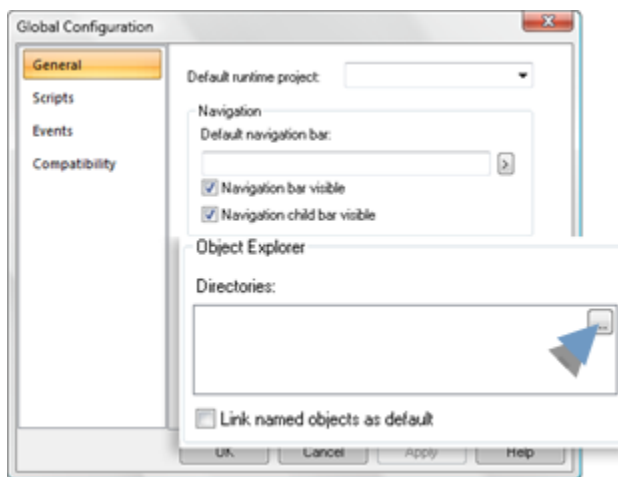 Global Configuration
General
Scripts
Events
Compatibility
Default runtime project:
Navigation
Default navigation bar:
>
Navigation bar visible
Navigation child bar visible
Object Explorer
Directories:
...
Link named objects as default
OK Cancel Apply Help